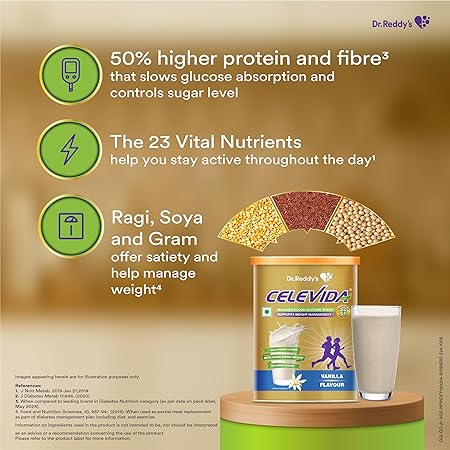 Dr.Reddy's
50% higher protein and fibre³
that slows glucose absorption and
controls sugar level
The 23 Vital Nutrients
help you stay active throughout the day¹
Ragi, Soya
and Gram
offer satiety and
help manage
weight⁴
Dr.Reddy's
CELEVIDA
MANAGES BLOOD GLUCOSE SPIKES
SUPPORTS WEIGHT MANAGEMENT
VANILLA
FLAVOUR
Images appearing herein are for illustration purposes only.
References:
1. J Nutr Metab. 2019 Jan 21;2019
2. J Diabetes Metab 11:845. (2020)
3. When compared to leading brand in Diabetes Nutrition category (as per data on pack label,
May 2024).
4. Food and Nutrition Sciences, 10, 937-94; (2019). When used as partial meal replacement
as part of diabetes management plan including diet and exercise.
Information on ingredients used in the product is not intended to be, nor should be interpreted
as an advice or a recommendation concerning the use of the product.
Please refer to the product label for more information.